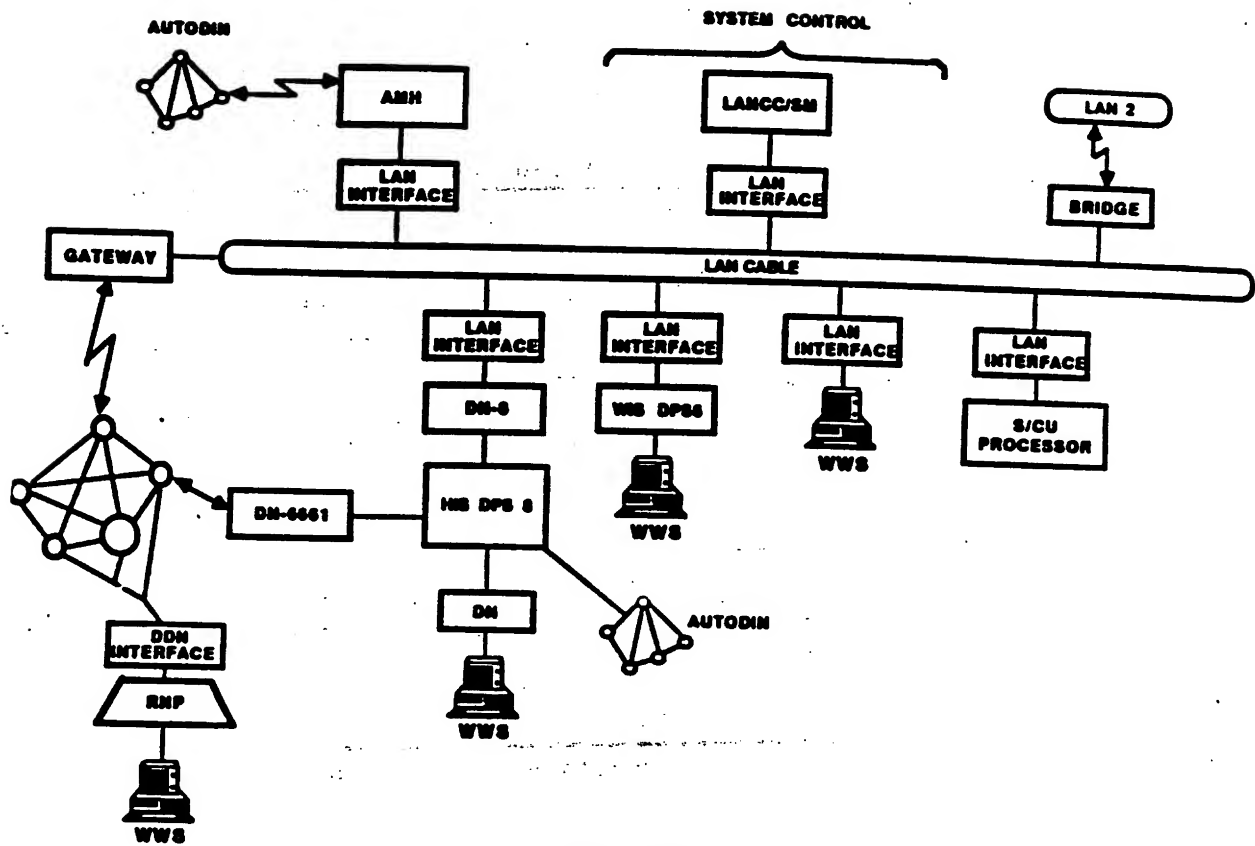 SYSTEM CONTROL
AUTODIN
AMH
LANCC/SM
LAN 2
LAN
INTERFACE
LAN
INTERFACE
BRIDGE
GATEWAY
LAN CABLE
LAN
INTERFACE
LAN
INTERFACE
LAN
INTERFACE
LAN
INTERFACE
DN-6
WIS DPS6
WWS
S/CU
PROCESSOR
WWS
DN-6661
HIS DPS 8
DN
AUTODIN
DDN
INTERFACE
RNP
WWS
WWS